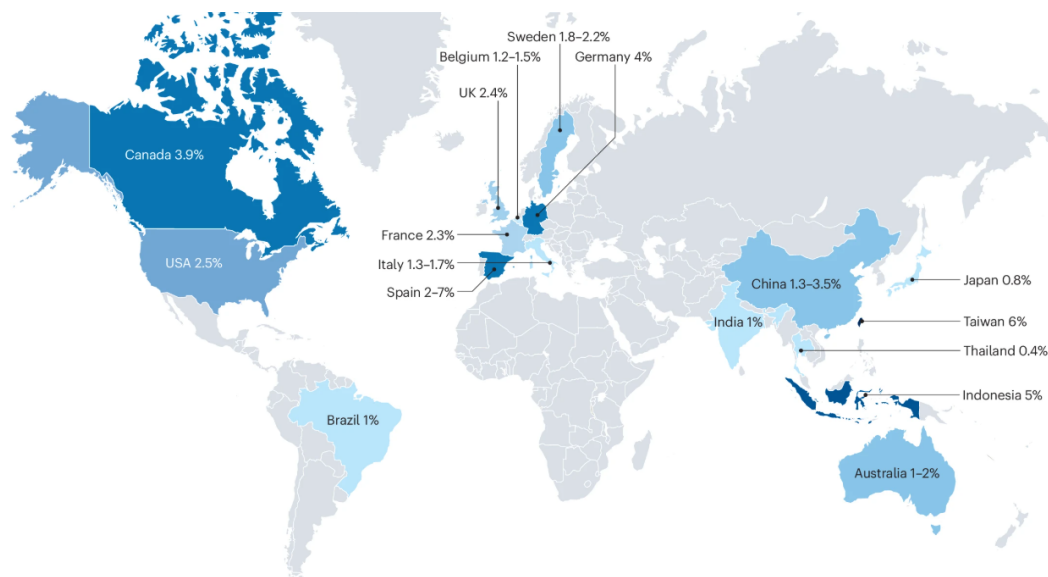 Sweden 1.8–2.2%
Belgium 1.2–1.5%
Germany 4%
UK 2.4%
Canada 3.9%
France 2.3%
USA 2.5%
Italy 1.3–1.7%
Spain 2–7%
China 1.3–3.5%
Japan 0.8%
India 1%
Taiwan 6%
Thailand 0.4%
Indonesia 5%
Brazil 1%
Australia 1–2%